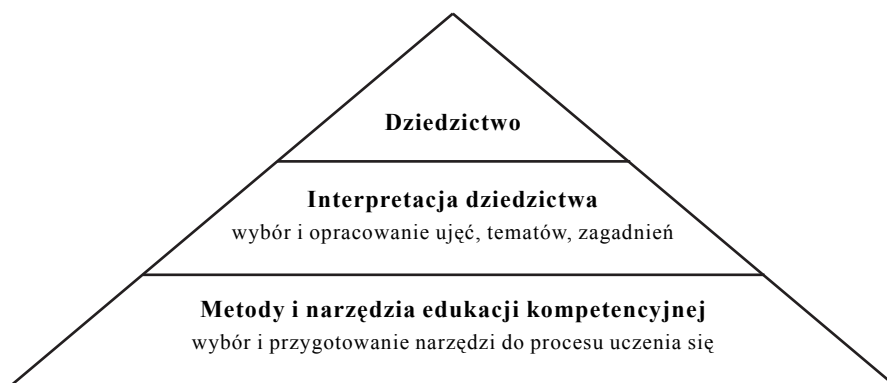 Dziedzictwo
Interpretacja dziedzictwa
wybór i opracowanie ujęć, tematów, zagadnień
Metody i narzędzia edukacji kompetencyjnej
wybór i przygotowanie narzędzi do procesu uczenia się